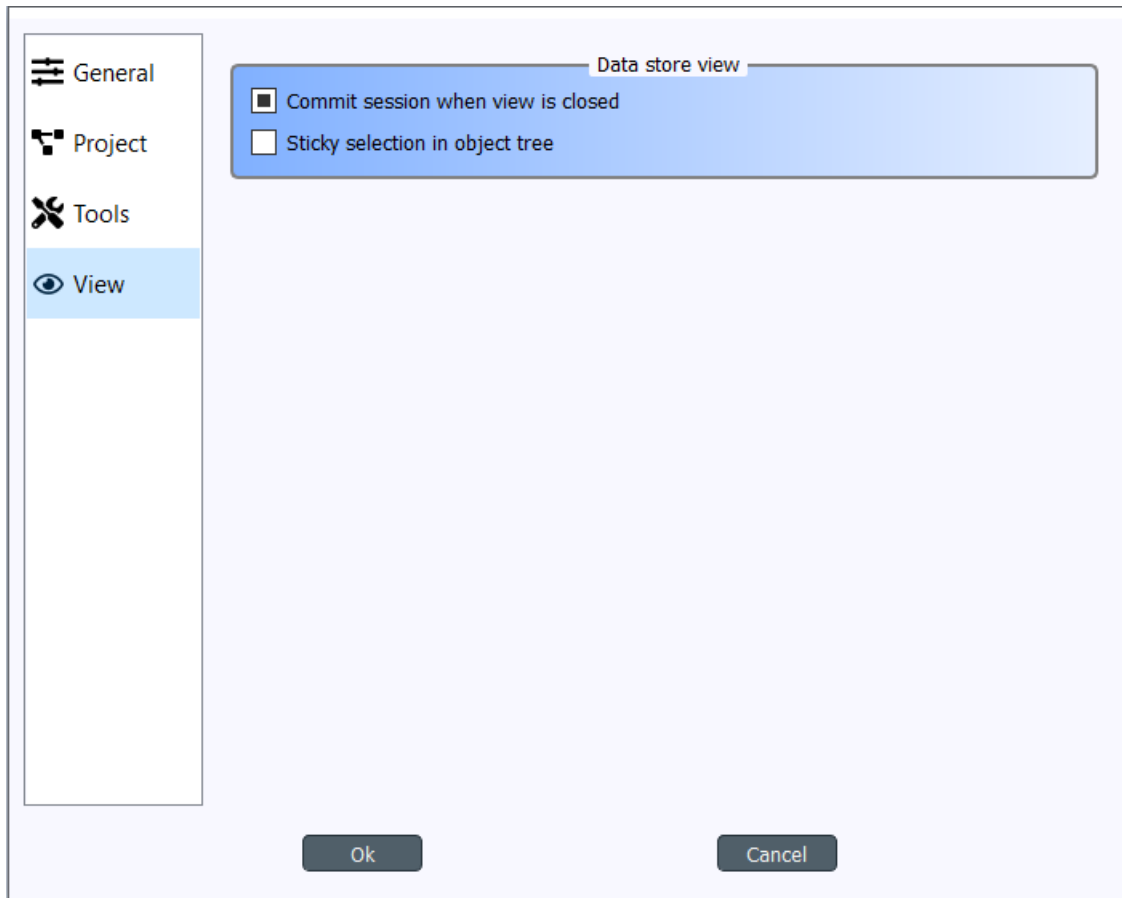 General
Project
Tools
View
Data store view
Commit session when view is closed
Sticky selection in object tree
Ok
Cancel